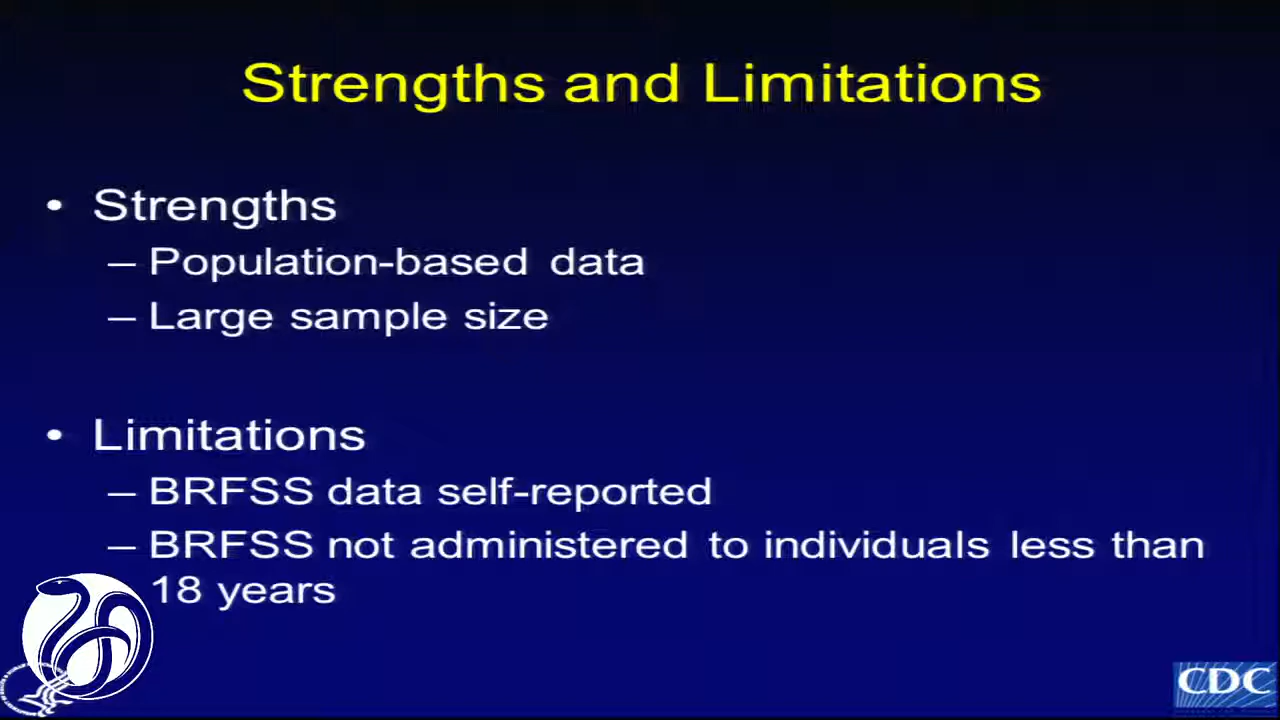 Strengths and Limitations
• Strengths
– Population-based data
– Large sample size
• Limitations
– BRFSS data self-reported
– BRFSS not administered to individuals less than
18 years
CDC